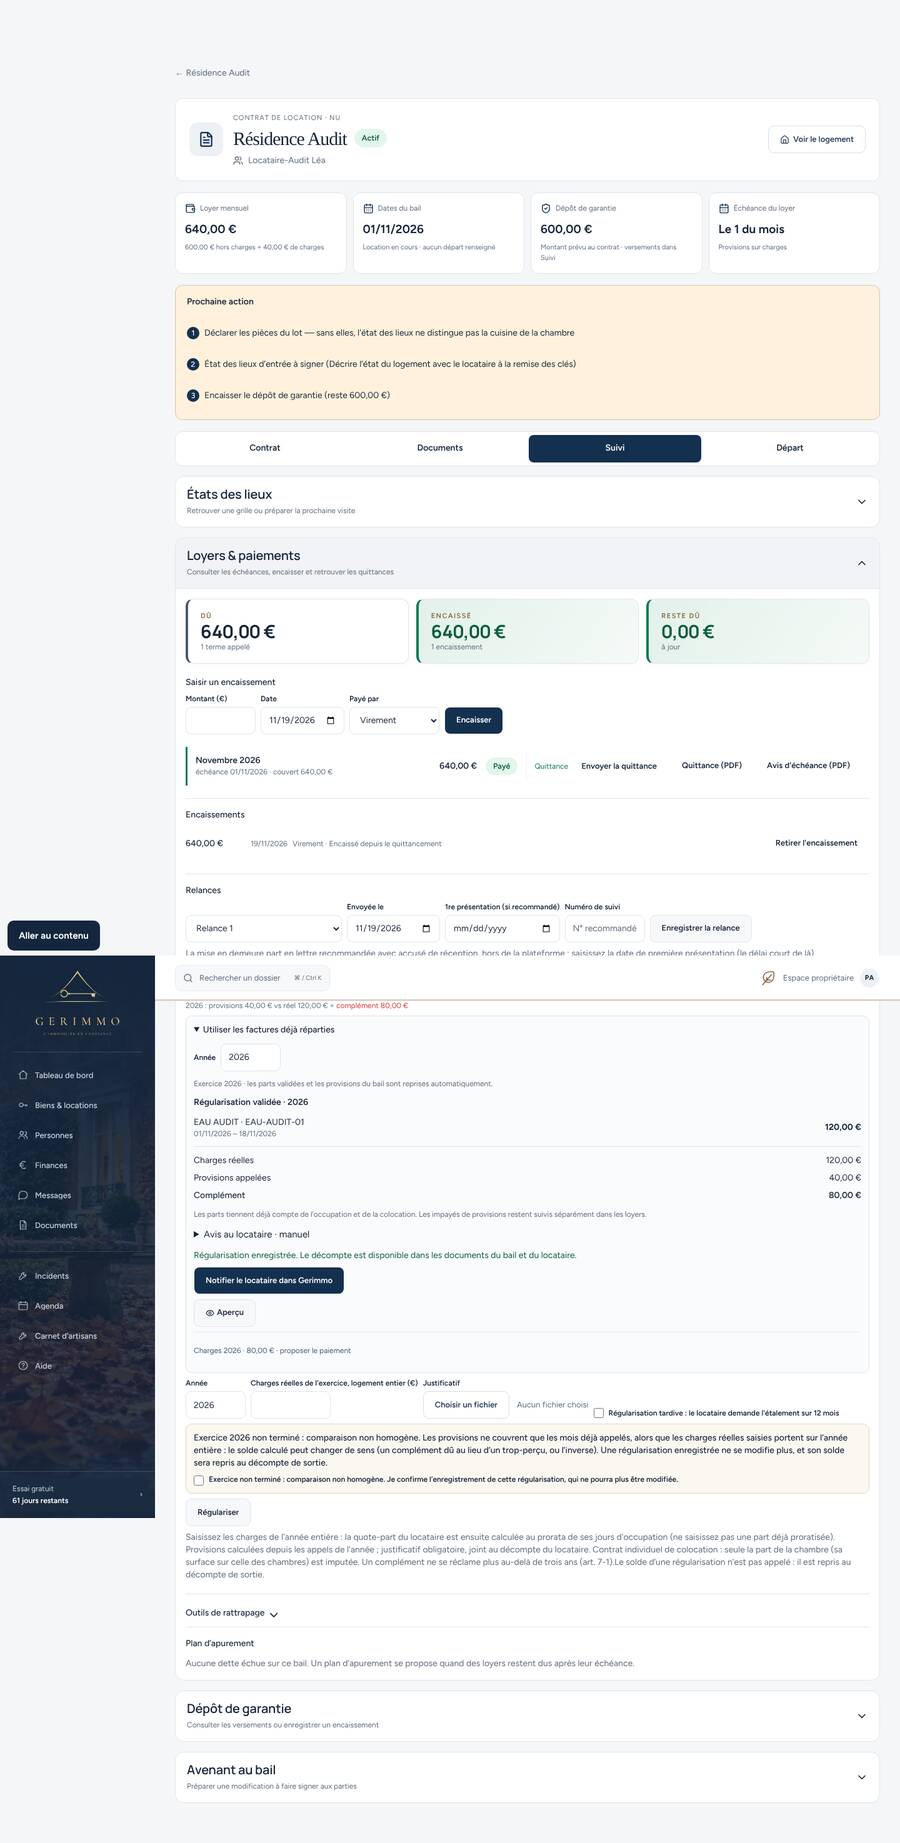 ← Résidence Audit
CONTRAT DE LOCATION · NU
Résidence Audit
Actif
Locataire-Audit Léa
Voir le logement
Loyer mensuel
640,00 €
600,00 € hors charges + 40,00 € de charges
Dates du bail
01/11/2026
Location en cours · aucun départ renseigné
Dépôt de garantie
600,00 €
Montant prévu au contrat · versements dans
Suivi
Échéance du loyer
Le 1 du mois
Provisions sur charges
Prochaine action
1 Déclarer les pièces du lot — sans elles, l'état des lieux ne distingue pas la cuisine de la chambre
2 État des lieux d'entrée à signer (Décrire l'état du logement avec le locataire à la remise des clés)
3 Encaisser le dépôt de garantie (reste 600,00 €)
Contrat
Documents
Suivi
Départ
États des lieux
Retrouver une grille ou préparer la prochaine visite
Loyers & paiements
Consulter les échéances, encaisser et retrouver les quittances
DÛ
640,00 €
1 terme appelé
ENCAISSÉ
640,00 €
1 encaissement
RESTE DÛ
0,00 €
à jour
Saisir un encaissement
Montant (€)
Date
Payé par
11/19/2026
Virement
Encaisser
Novembre 2026
échéance 01/11/2026 · couvert 640,00 €
640,00 €
Payé
Quittance
Envoyer la quittance
Quittance (PDF)
Avis d'échéance (PDF)
Encaissements
640,00 €
19/11/2026 Virement · Encaissé depuis le quittancement
Retirer l'encaissement
Relances
Envoyée le
1re présentation (si recommandé)
Numéro de suivi
Relance 1
11/19/2026
mm/dd/yyyy
N° recommandé
Enregistrer la relance
Aller au contenu
La mise en demeure part en lettre recommandée avec accusé de réception, hors de la plateforme : saisissez la date de première présentation (le délai court de là)
GERIMMO
Rechercher un dossier
⌘ / Ctrl K
Espace propriétaire
PA
2026 : provisions 40,00 € vs réel 120,00 € = complément 80,00 €
▼ Utiliser les factures déjà réparties
Année
2026
Exercice 2026 · les parts validées et les provisions du bail sont reprises automatiquement.
Régularisation validée · 2026
EAU AUDIT · EAU-AUDIT-01
01/11/2026 – 18/11/2026
120,00 €
Charges réelles
120,00 €
Provisions appelées
40,00 €
Complément
80,00 €
Les parts tiennent déjà compte de l'occupation et de la colocation. Les impayés de provisions restent suivis séparément dans les loyers.
▶ Avis au locataire · manuel
Régularisation enregistrée. Le décompte est disponible dans les documents du bail et du locataire.
Notifier le locataire dans Gerimmo
Aperçu
Charges 2026 · 80,00 € · proposer le paiement
Tableau de bord
Biens & locations
Personnes
Finances
Messages
Documents
Incidents
Agenda
Carnet d'artisans
Aide
Essai gratuit
61 jours restants
Année
Charges réelles de l'exercice, logement entier (€)
Justificatif
2026
Choisir un fichier
Aucun fichier choisi
Régularisation tardive : le locataire demande l'étalement sur 12 mois
Exercice 2026 non terminé : comparaison non homogène. Les provisions ne couvrent que les mois déjà appelés, alors que les charges réelles saisies portent sur l'année
entière : le solde calculé peut changer de sens (un complément dû au lieu d'un trop-perçu, ou l'inverse). Une régularisation enregistrée ne se modifie plus, et son solde
sera repris au décompte de sortie.
Exercice non terminé : comparaison non homogène. Je confirme l'enregistrement de cette régularisation, qui ne pourra plus être modifiée.
Régulariser
Saisissez les charges de l'année entière : la quote-part du locataire est ensuite calculée au prorata de ses jours d'occupation (ne saisissez pas une part déjà proratisée).
Provisions calculées depuis les appels de l'année ; justificatif obligatoire, joint au décompte du locataire. Contrat individuel de colocation : seule la part de la chambre (sa
surface sur celle des chambres) est imputée. Un complément ne se réclame plus au-delà de trois ans (art. 7-1).Le solde d'une régularisation n'est pas appelé : il est repris au
décompte de sortie.
Outils de rattrapage
Plan d'apurement
Aucune dette échue sur ce bail. Un plan d'apurement se propose quand des loyers restent dus après leur échéance.
Dépôt de garantie
Consulter les versements ou enregistrer un encaissement
Avenant au bail
Préparer une modification à faire signer aux parties